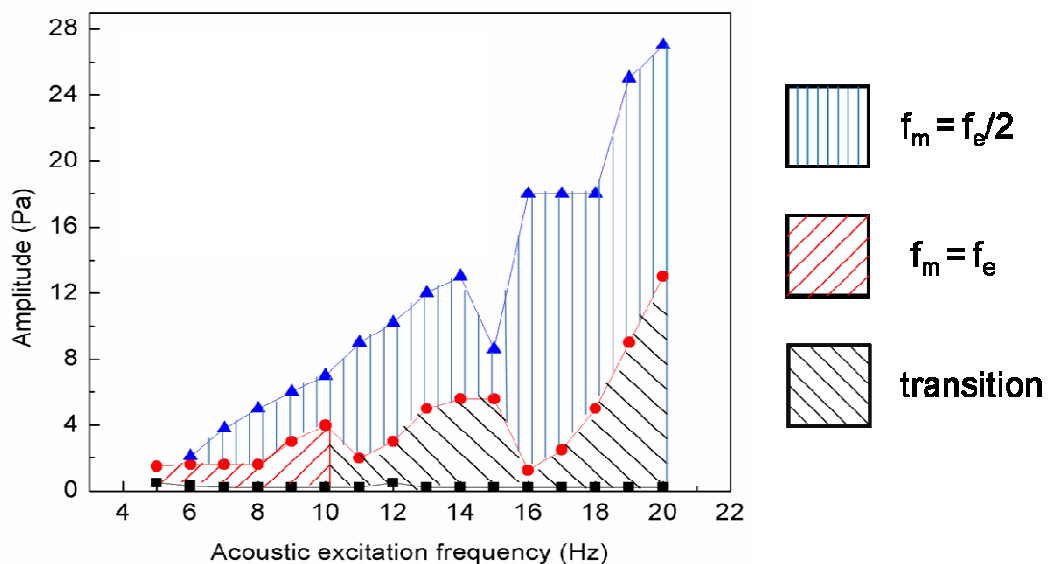 28
24
20
16
12
8
4
0
Amplitude (Pa)
4 6 8 10 12 14 16 18 20 22
Acoustic excitation frequency (Hz)
fₘ = fₑ/2
fₘ = fₑ
transition